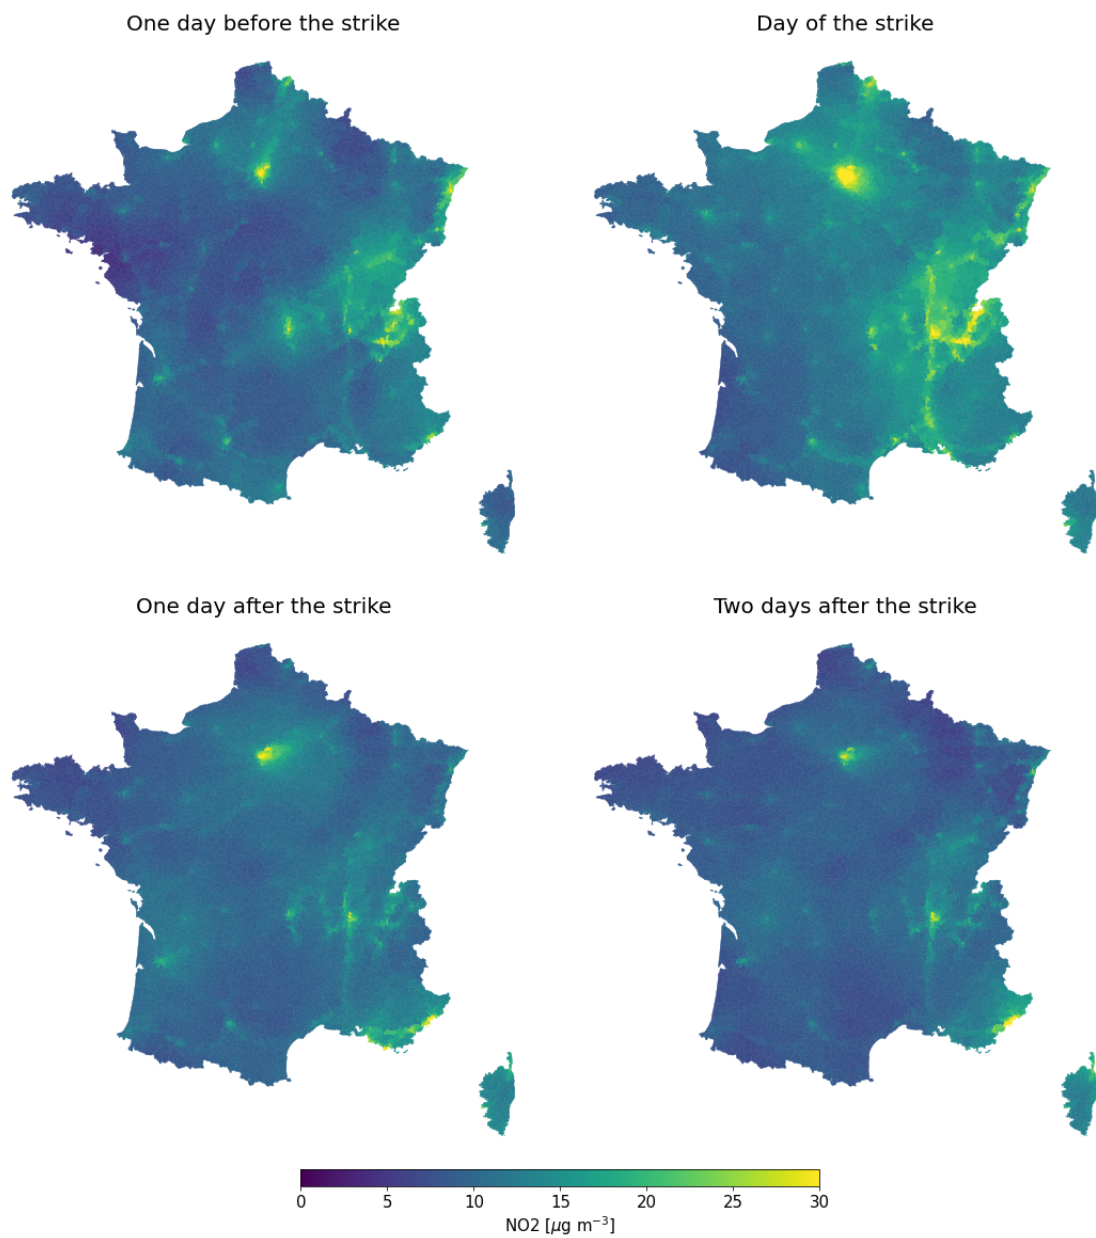 One day before the strike
Day of the strike
One day after the strike
Two days after the strike
0 5 10 15 20 25 30
NO2 [μg m⁻³]